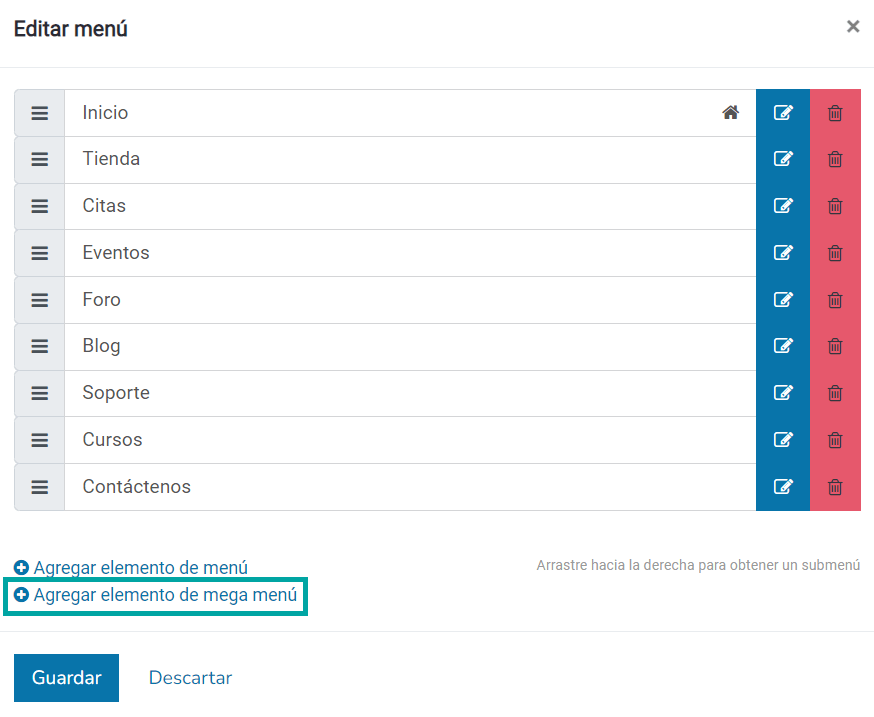 Editar menú
Inicio
Tienda
Citas
Eventos
Foro
Blog
Soporte
Cursos
Contáctenos
Agregar elemento de menú
Arrastre hacia la derecha para obtener un submenú
Agregar elemento de mega menú
Guardar
Descartar